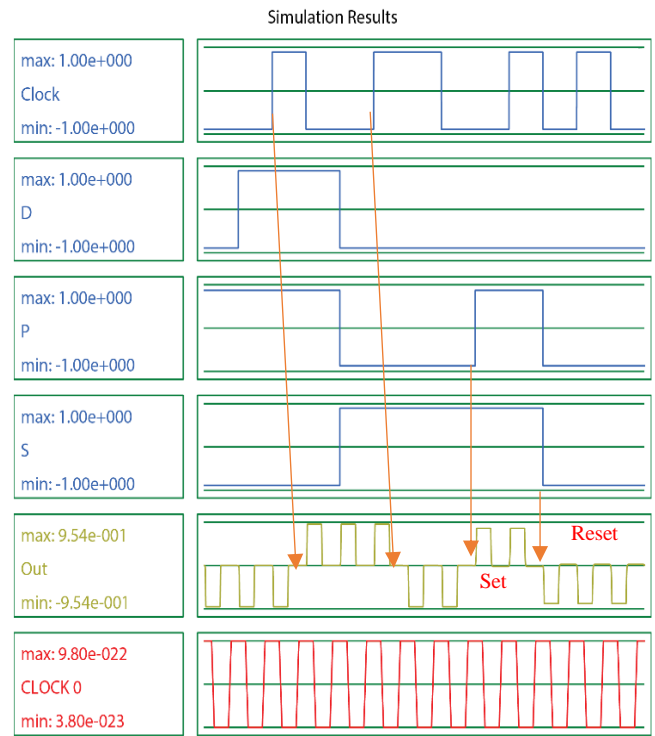 Simulation Results
max: 1.00e+000
Clock
min: -1.00e+000
max: 1.00e+000
D
min: -1.00e+000
max: 1.00e+000
P
min: -1.00e+000
max: 1.00e+000
S
min: -1.00e+000
max: 9.54e-001
Out
min: -9.54e-001
Reset
Set
max: 9.80e-022
CLOCK 0
min: 3.80e-023